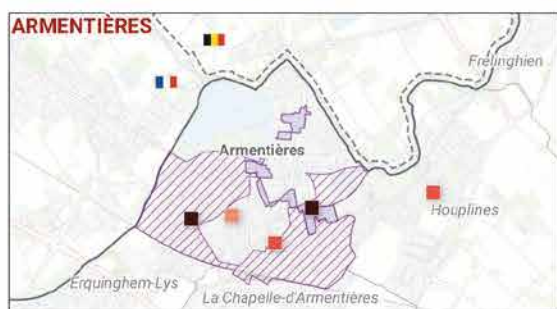 ARMENTIÈRES
Frelinghien
Armentières
Houplines
Erquinghem-Lys
La Chapelle-d'Armentières